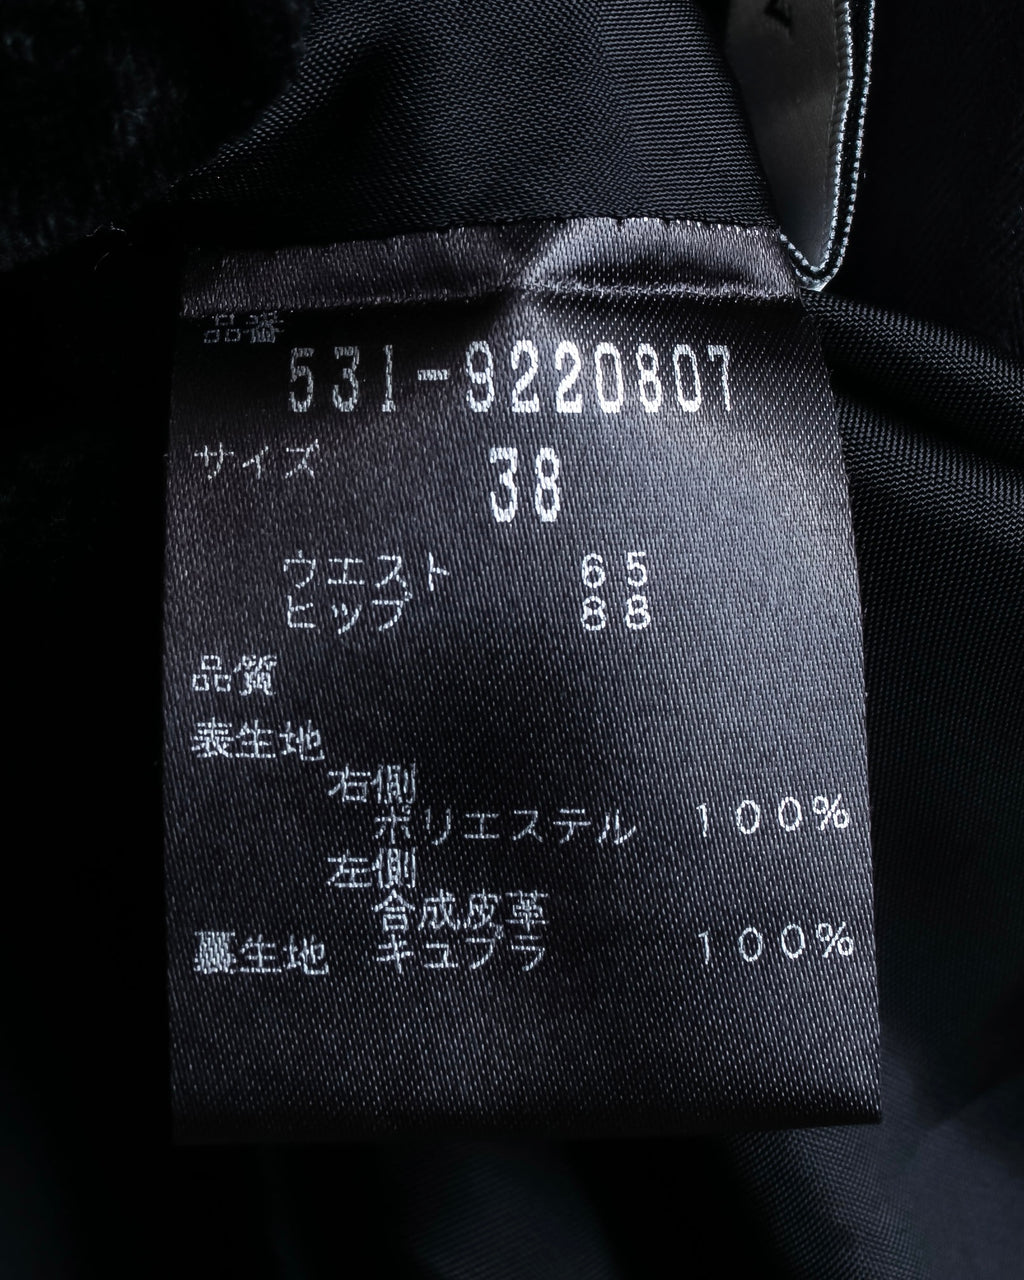 品番
531-9220807
サイズ 38
ウエスト 65
ヒップ 88
品質
表生地
右側
ポリエステル 100%
左側
合成皮革
裏生地 キュプラ 100%